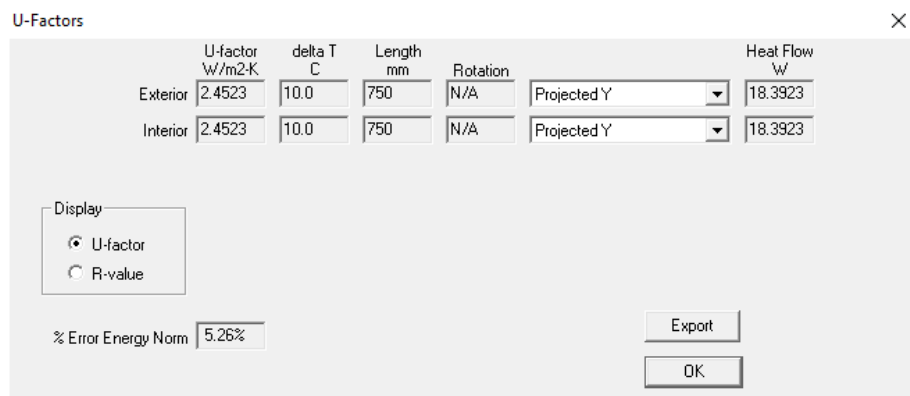 U-Factors
U-factor delta T Length Heat Flow
W/m2-K C mm Rotation W
Exterior 2.4523 10.0 750 N/A Projected Y 18.3923
Interior 2.4523 10.0 750 N/A Projected Y 18.3923
Display
U-factor
R-value
% Error Energy Norm 5.26%
Export
OK